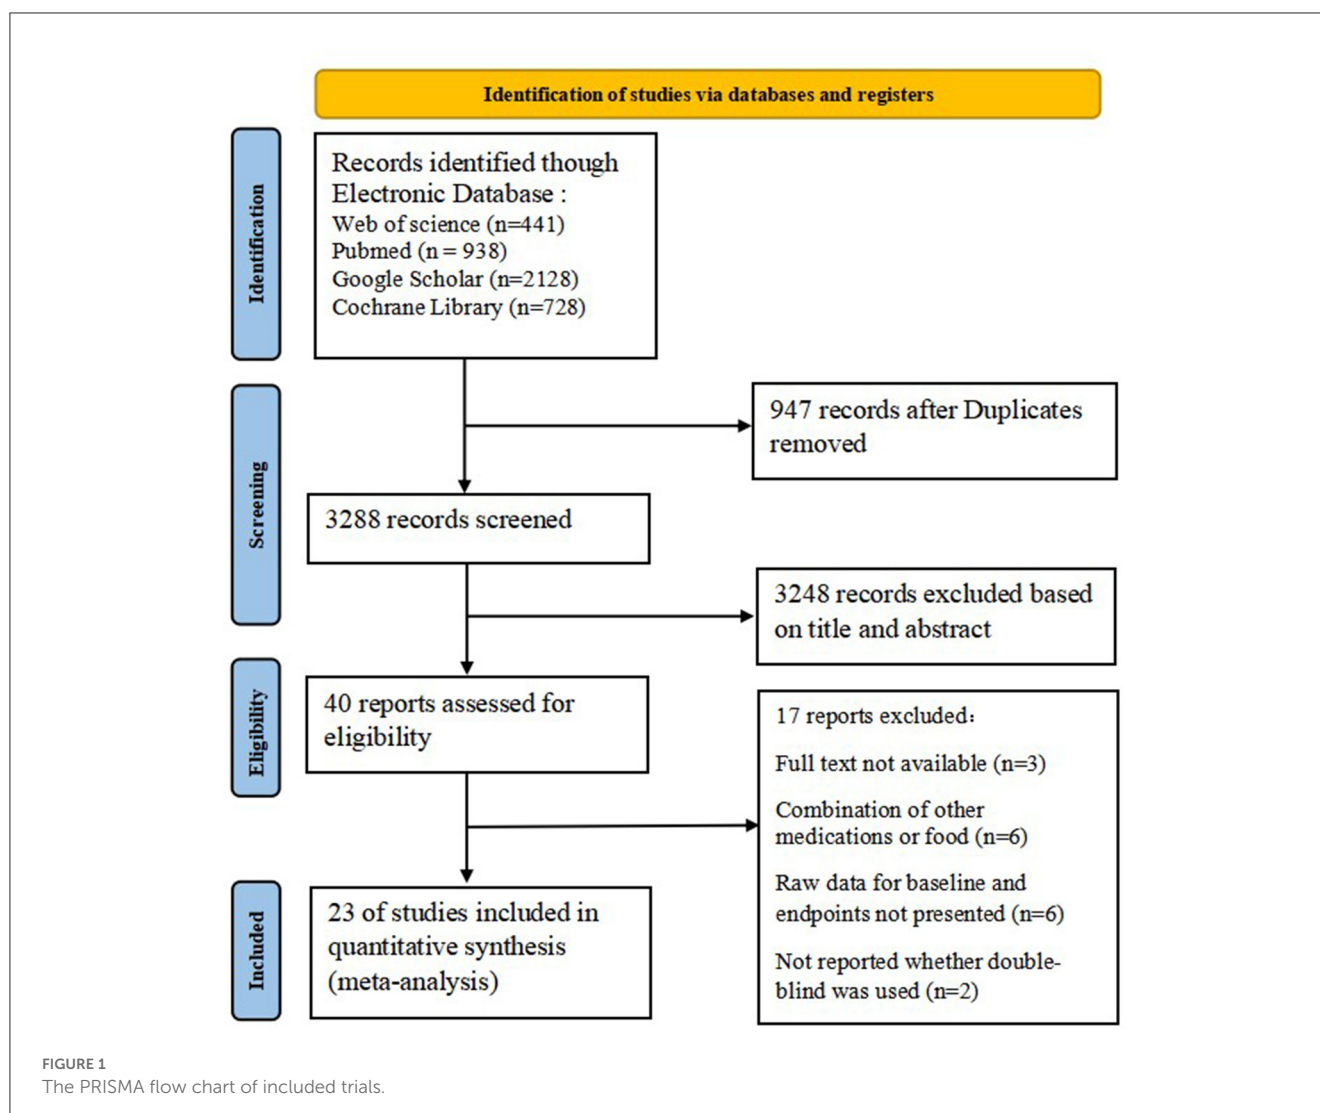 Identification of studies via databases and registers
Identification
Records identified though
Electronic Database :
Web of science (n=441)
Pubmed (n = 938)
Google Scholar (n=2128)
Cochrane Library (n=728)
Screening
947 records after Duplicates
removed
3288 records screened
3248 records excluded based
on title and abstract
Eligibility
40 reports assessed for
eligibility
17 reports excluded:
Full text not available (n=3)
Combination of other
medications or food (n=6)
Raw data for baseline and
endpoints not presented (n=6)
Not reported whether double-
blind was used (n=2)
Included
23 of studies included in
quantitative synthesis
(meta-analysis)
FIGURE 1
The PRISMA flow chart of included trials.